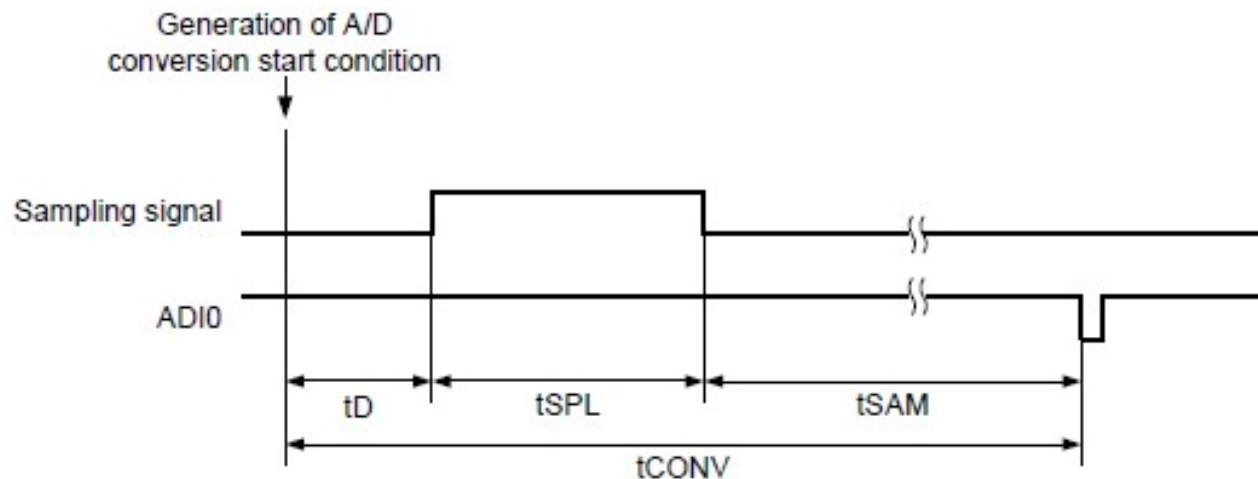 Generation of A/D
conversion start condition
Sampling signal
ADI0
tD
tSPL
tSAM
tCONV